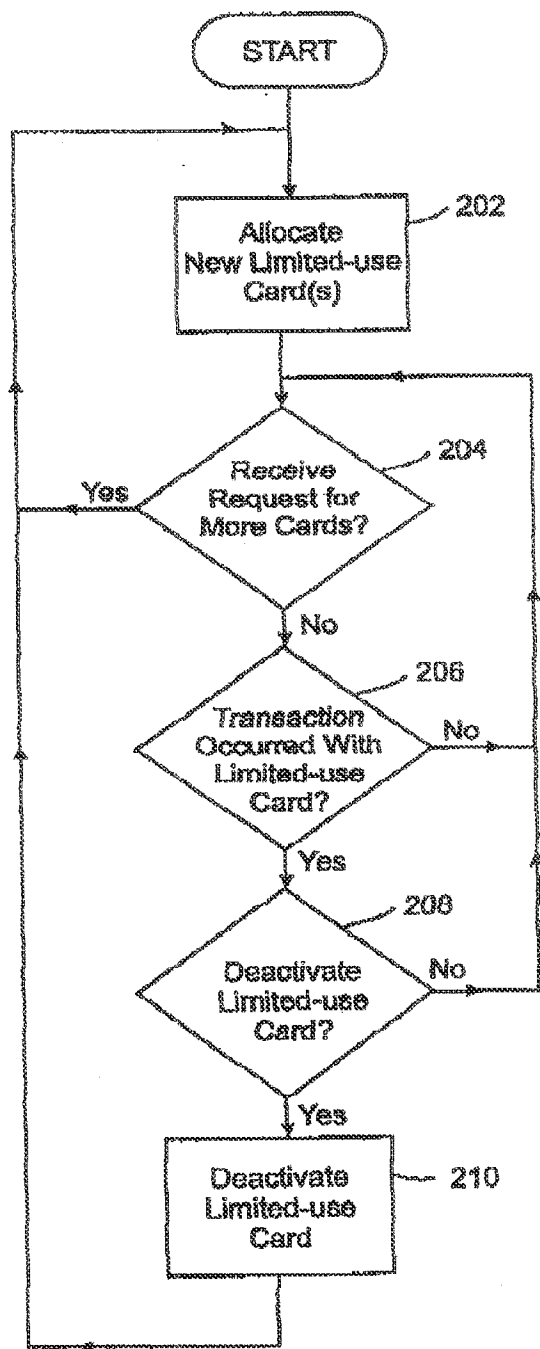 START
202
Allocate
New Limited-use
Card(s)
204
Receive
Request for
More Cards?
Yes
No
206
Transaction
Occurred With
Limited-use
Card?
No
Yes
208
Deactivate
Limited-use
Card?
No
Yes
210
Deactivate
Limited-use
Card